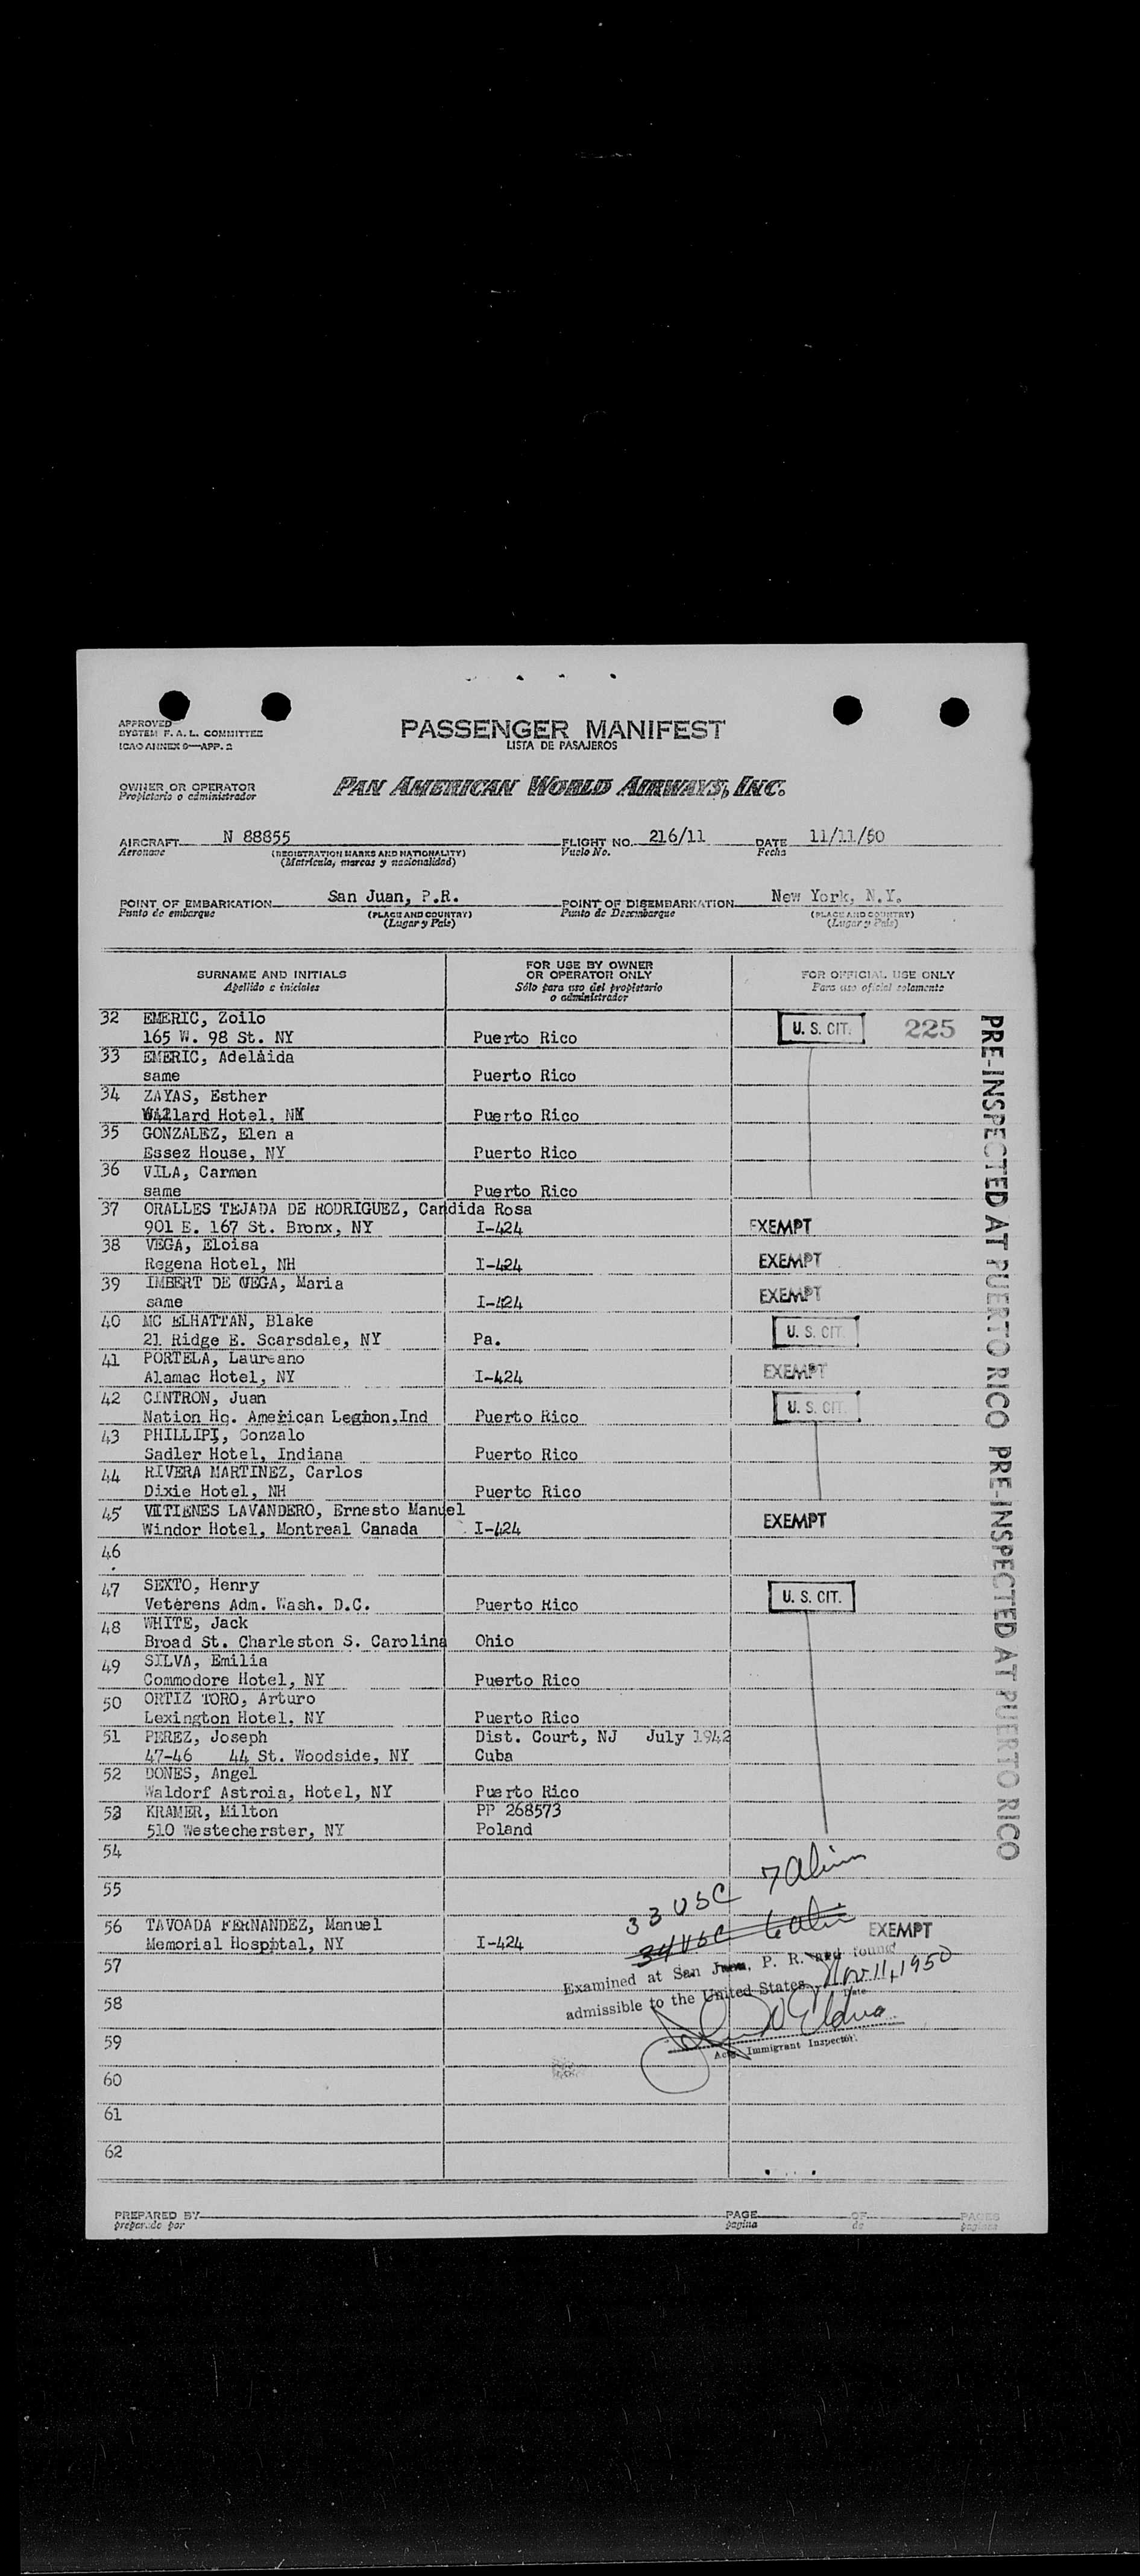 APPROVED
SYSTEM F. A. L. COMMITTEE
ICAO ANNEX 9—APP. 2
PASSENGER MANIFEST
LISTA DE PASAJEROS
OWNER OR OPERATOR
Propietario o administrador
PAN AMERICAN WORLD AIRWAYS, INC.
AIRCRAFT N 88855 FLIGHT NO. 216/11 DATE 11/11/50
Aeronave (REGISTRATION MARKS AND NATIONALITY) Vuelo No. Fecha
(Matrícula, marcas y nacionalidad)
POINT OF EMBARKATION San Juan, P.R. POINT OF DISEMBARKATION New York, N.Y.
Punto de embarque (PLACE AND COUNTRY) Punto de Desembarque (PLACE AND COUNTRY)
(Lugar y País) (Lugar y País)
SURNAME AND INITIALS
Apellido e iniciales
FOR USE BY OWNER
OR OPERATOR ONLY
Sólo para uso del propietario
o administrador
FOR OFFICIAL USE ONLY
Para uso oficial solamente
32 EMERIC, Zoilo U. S. CIT. 225
165 W. 98 St. NY Puerto Rico
33 EMERIC, Adelaida
same Puerto Rico
34 ZAYAS, Esther
Willard Hotel, NY Puerto Rico
35 GONZALEZ, Elen a
Essez House, NY Puerto Rico
36 VILA, Carmen
same Puerto Rico
37 ORALLES TEJADA DE RODRIGUEZ, Candida Rosa
901 E. 167 St. Bronx, NY I-424 EXEMPT
38 VEGA, Eloisa
Regena Hotel, NH I-424 EXEMPT
39 IMBERT DE VEGA, Maria
same I-424 EXEMPT
40 MC ELHATTAN, Blake
21 Ridge E. Scarsdale, NY Pa. U. S. CIT.
41 PORTELA, Laureano
Alamac Hotel, NY I-424 EXEMPT
42 CINTRON, Juan
Nation Hq. American Legion,Ind Puerto Rico U. S. CIT.
43 PHILLIPI, Gonzalo
Sadler Hotel, Indiana Puerto Rico
44 RIVERA MARTINEZ, Carlos
Dixie Hotel, NH Puerto Rico
45 VITIENES LAVANDERO, Ernesto Manuel
Windor Hotel, Montreal Canada I-424 EXEMPT
46
47 SEXTO, Henry
Veterens Adm. Wash. D.C. Puerto Rico U. S. CIT.
48 WHITE, Jack
Broad St. Charleston S. Carolina Ohio
49 SILVA, Emilia
Commodore Hotel, NY Puerto Rico
50 ORTIZ TORO, Arturo
Lexington Hotel, NY Puerto Rico
51 PEREZ, Joseph Dist. Court, NJ July 1942
47-46 44 St. Woodside, NY Cuba
52 DONES, Angel
Waldorf Astroia, Hotel, NY Puerto Rico
53 KRAMER, Milton PP 268573
510 Westecherster, NY Poland
54
55
33 USC 7 Alien
34 USC 6 alie
56 TAVOADA FERNANDEZ, Manuel EXEMPT
Memorial Hospital, NY I-424
57
Examined at San Juan, P. R. and found
admissible to the United States Nov 11, 1950
Date
58
59
Actg. Immigrant Inspector.
60
61
62
PREPARED BY PAGE OF PAGES
preparado por página de páginas
PRE-INSPECTED AT PUERTO RICO PRE-INSPECTED AT PUERTO RICO